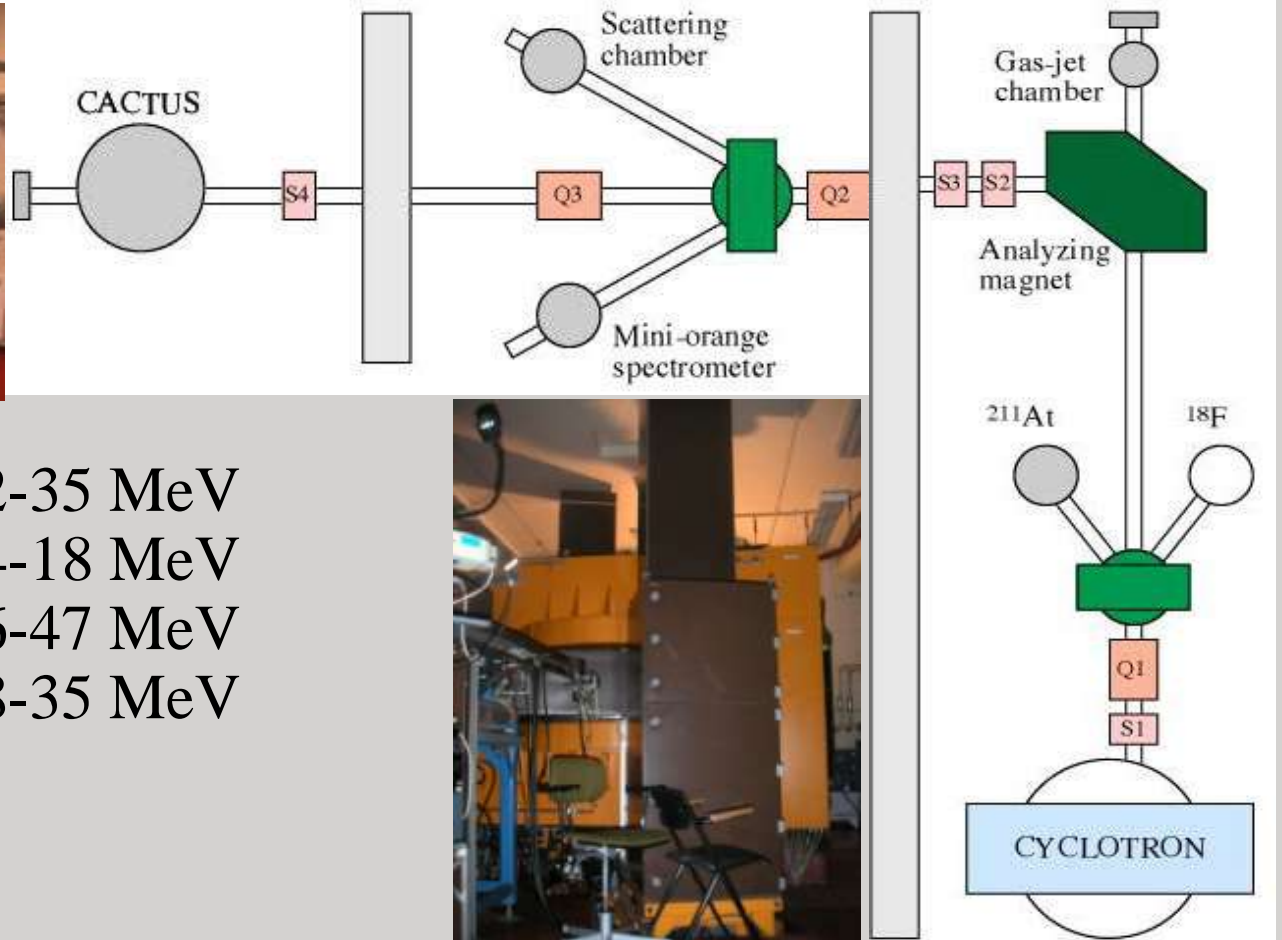 Scattering
chamber
Gas-jet
chamber
CACTUS
S4
Q3
Q2
S3
S2
Analyzing
magnet
Mini-orange
spectrometer
211At
18F
-35 MeV
-18 MeV
-47 MeV
-35 MeV
Q1
S1
CYCLOTRON